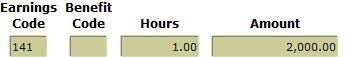 Earnings Benefit
Code Code Hours Amount
141 1.00 2,000.00